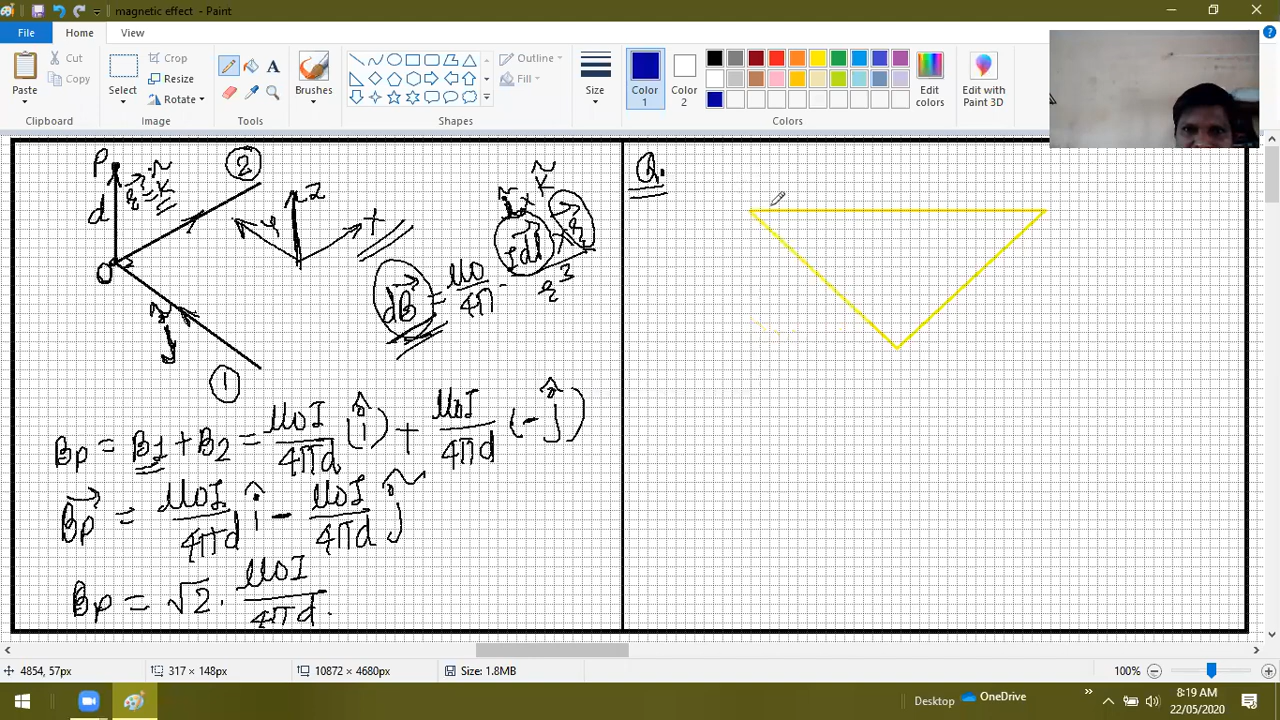 magnetic effect - Paint
File Home View
Cut
Copy
Paste
Clipboard
Crop
Resize
Rotate
Select
Image
Tools
Brushes
Outline
Fill
Shapes
Size
Color 1
Color 2
Edit colors
Edit with Paint 3D
Colors
P
d
O
②
①
z
x
y
Q.
Bp = B1 + B2 = μ0I/4πd (î) + μ0I/4πd (-ĵ)
Bp = μ0I/4πd î - μ0I/4πd ĵ
Bp = √2 . μ0I/4πd.
4854, 57px
317 × 148px
10872 × 4680px
Size: 1.8MB
100%
Desktop
OneDrive
8:19 AM
22/05/2020